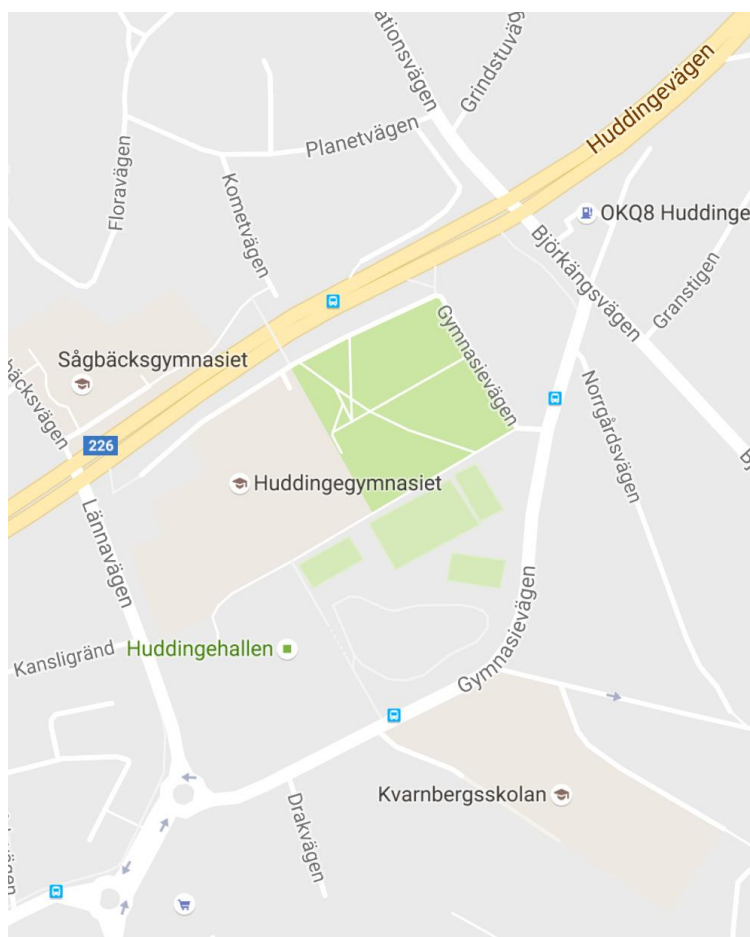 ationsvägen
Grindstuväg
Huddingevägen
Planetvägen
Floravägen
Kometvägen
OKQ8 Huddinge
Björkängsvägen
Granstigen
Gymnasievägen
Sågbäcksgymnasiet
bäcksvägen
Norrgårdsvägen
226
Huddingegymnasiet
Lännavägen
Gymnasievägen
Kansligränd
Huddingehallen
Kvarnbergsskolan
Drakvägen